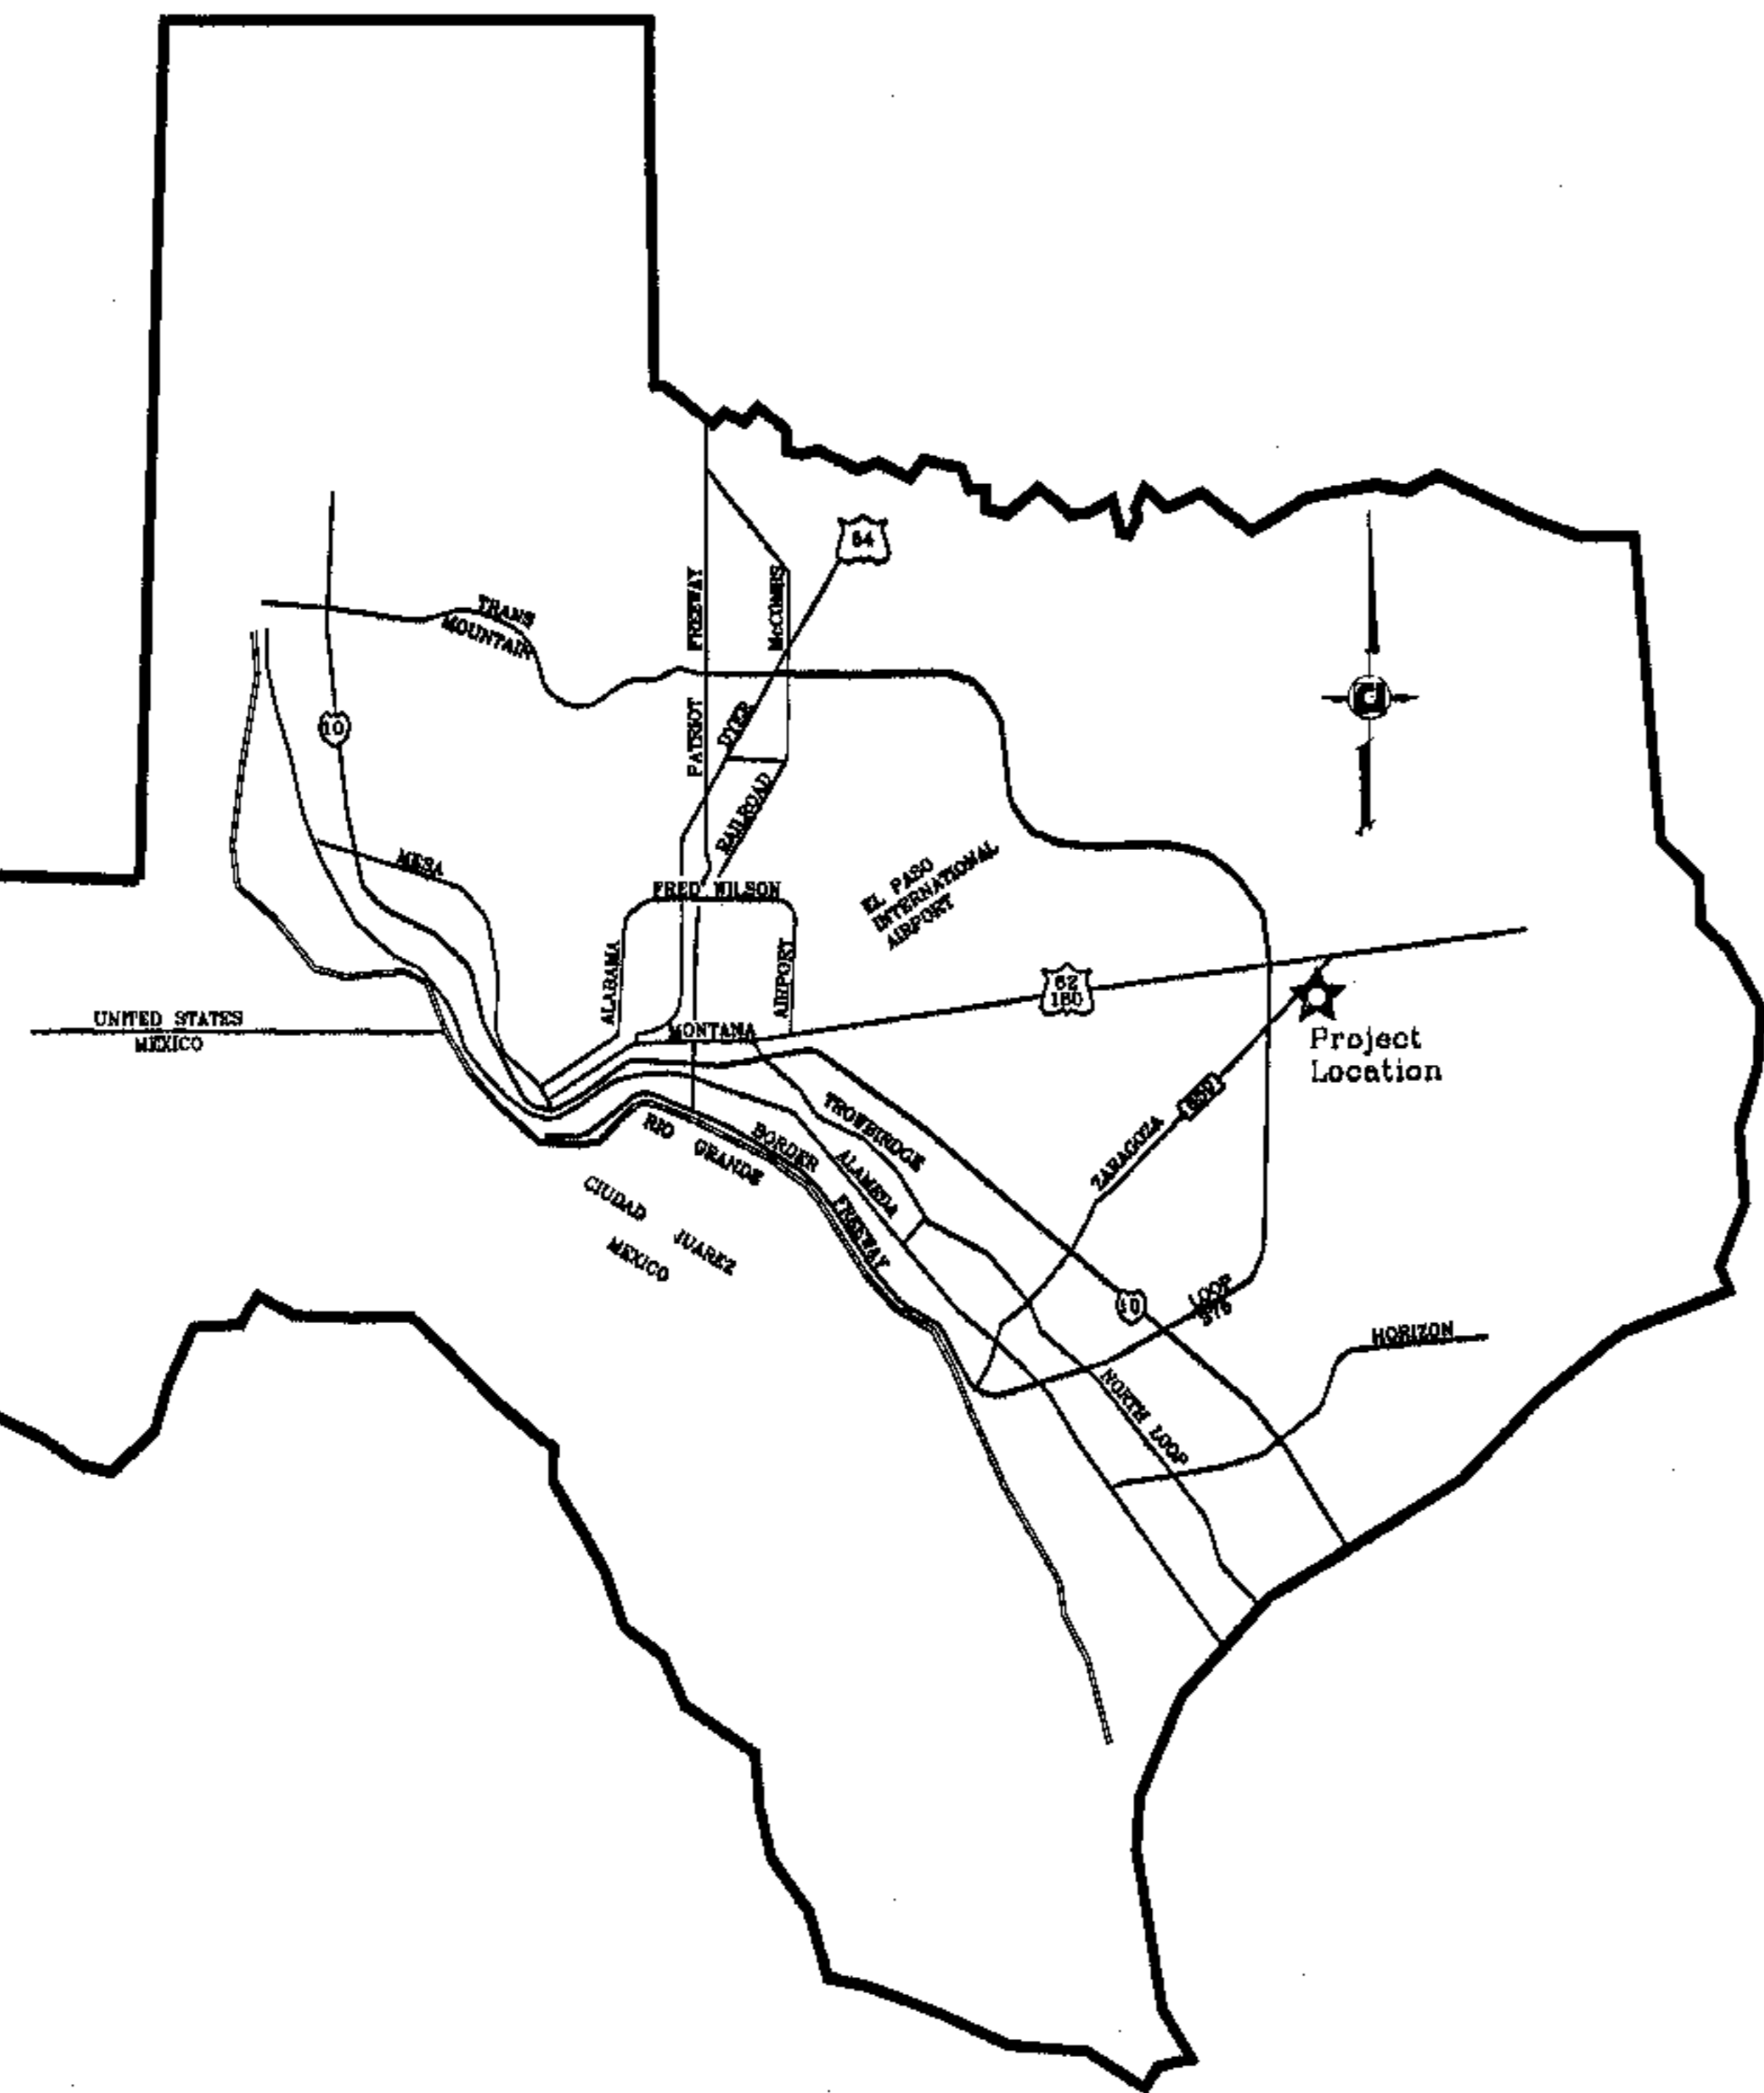 54
TRANS
MOUNTAIN
FREEWAY
McCOMBS
PATRIOT
DYER
10
RAILROAD
MESA
FRED WILSON
EL PASO
INTERNATIONAL
AIRPORT
ALABAMA
AIRPORT
62
180
UNITED STATES
MEXICO
MONTANA
Project
Location
TROWBRIDGE
ZARAGOZA
RIO GRANDE
BORDER
FREEWAY
ALAMEDA
CIUDAD JUAREZ
MEXICO
10
LOOP
HORIZON
NORTH LOOP